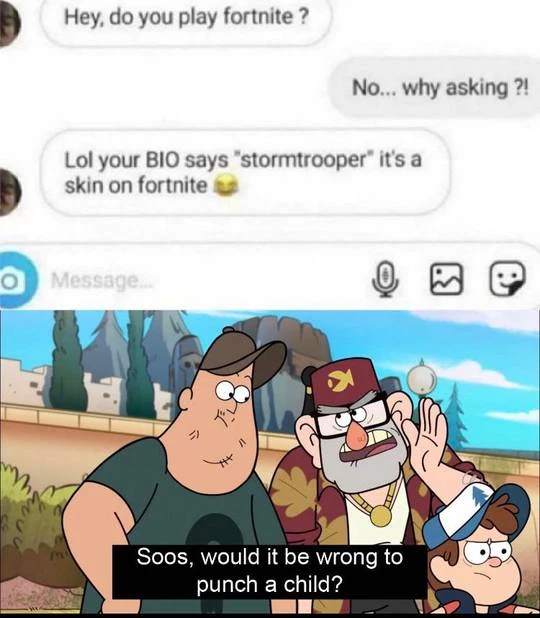 Hey, do you play fortnite ?
No... why asking ?!
Lol your BIO says "stormtrooper" it's a
skin on fortnite 😂
Message...
Soos, would it be wrong to
punch a child?